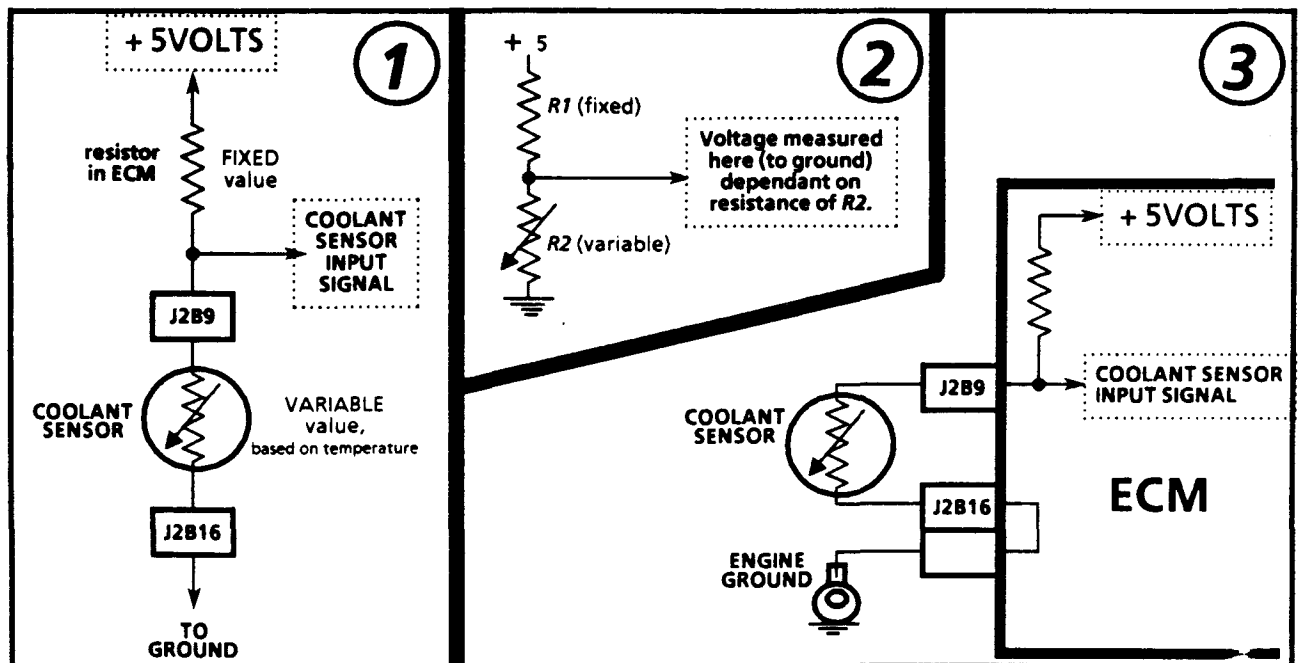 + 5VOLTS
1
resistor
in ECM
FIXED
value
COOLANT
SENSOR
INPUT
SIGNAL
J2B9
COOLANT
SENSOR
VARIABLE
value,
based on temperature
J2B16
TO
GROUND
+ 5
2
R1 (fixed)
Voltage measured
here (to ground)
dependant on
resistance of R2.
R2 (variable)
3
+ 5VOLTS
J2B9
COOLANT SENSOR
INPUT SIGNAL
COOLANT
SENSOR
J2B16
ECM
ENGINE
GROUND